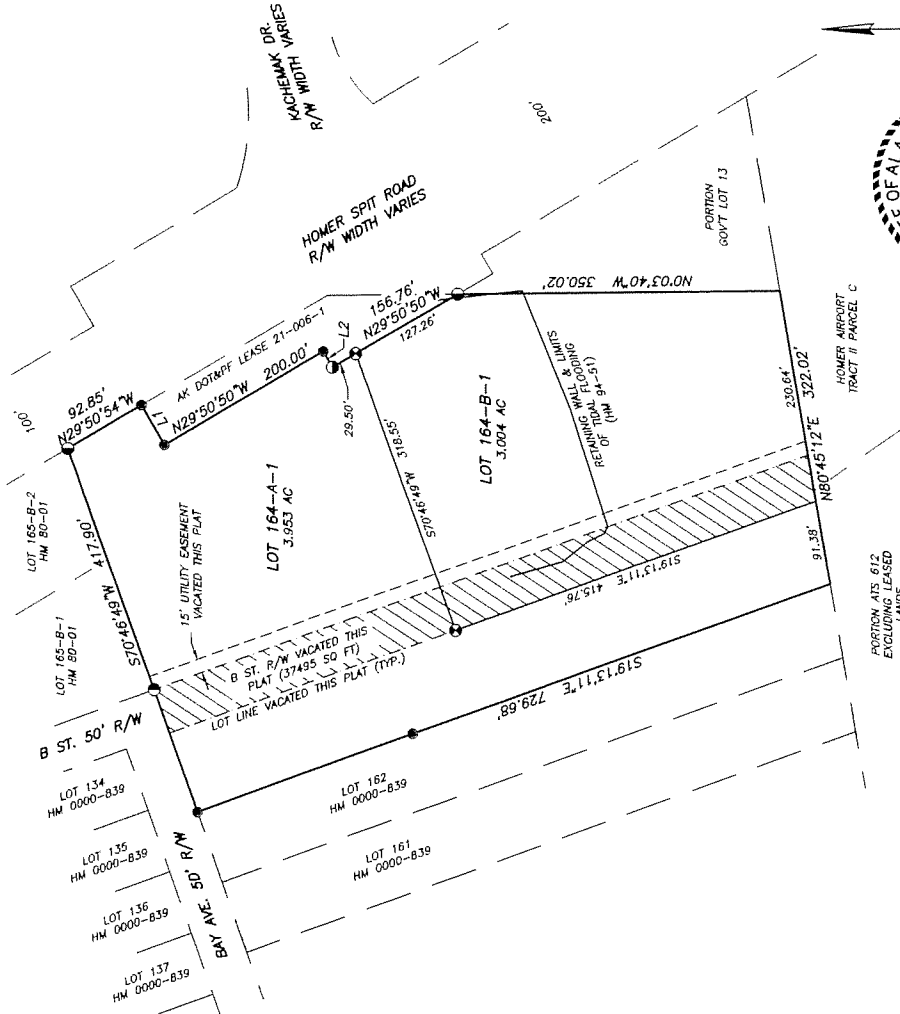 KACHEMAK DR.
R/W WIDTH VARIES
200'
HOMER SPIT ROAD
R/W WIDTH VARIES
100'
92.85'
N29°50'54"W
L1
AK DOT&PF LEASE 21-006-1
N29°50'50"W 200.00'
L2
156.76'
N29°50'50"W
127.26'
29.50'
PORTION
GOV'T LOT 13
N0°03'40"W 350.02'
LOT 165-B-2
HM 80-01
LOT 165-B-1
HM 80-01
417.90'
S70°46'49"W
15' UTILITY EASEMENT
VACATED THIS PLAT
LOT 164-A-1
3.953 AC
S70°46'49"W 318.55'
LOT 164-B-1
3.004 AC
RETAINING WALL & LIMITS
OF TIDAL FLOODING
(HM 94-51)
HOMER AIRPORT
TRACT II PARCEL C
230.64'
N80°45'12"E 322.02'
91.38'
B ST. R/W VACATED THIS
PLAT (37495 SQ FT)
LOT LINE VACATED THIS PLAT (TYP.)
S19°13'11"E
415.76'
S19°13'11"E
729.68'
PORTION ATS 612
EXCLUDING LEASED
B ST. 50' R/W
LOT 134
HM 0000-839
LOT 135
HM 0000-839
LOT 136
HM 0000-839
LOT 137
HM 0000-839
BAY AVE. 50' R/W
LOT 162
HM 0000-839
LOT 161
HM 0000-839
OF ALA